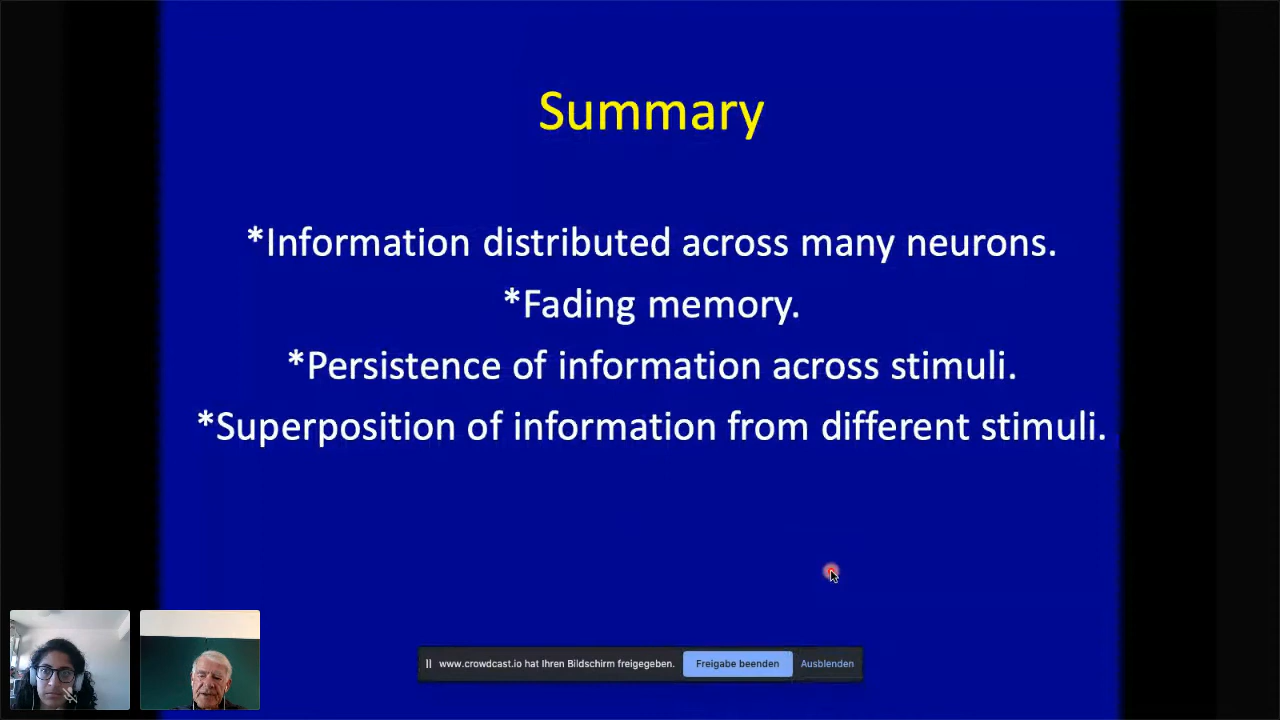 Summary
*Information distributed across many neurons.
*Fading memory.
*Persistence of information across stimuli.
*Superposition of information from different stimuli.
www.crowdcast.io hat Ihren Bildschirm freigegeben. Freigabe beenden Ausblenden